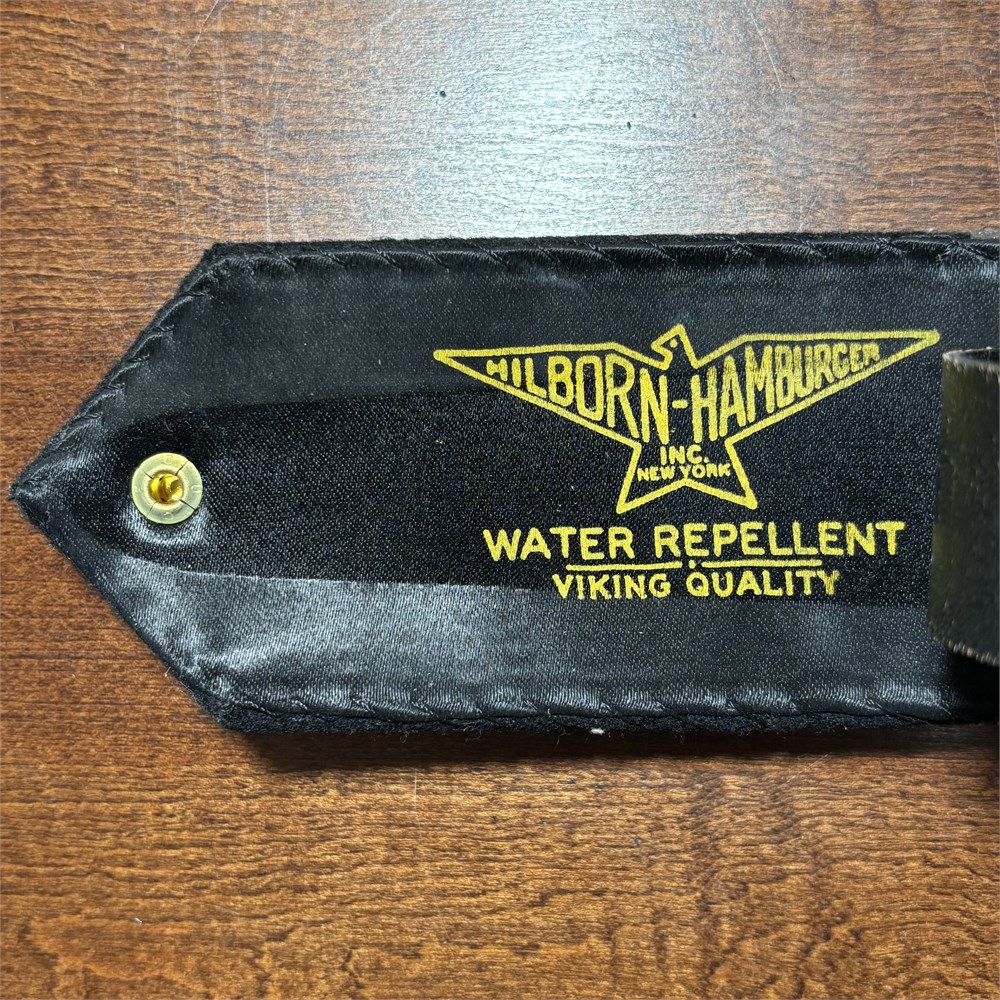 HILBORN-HAMBURGER
INC.
NEW YORK
WATER REPELLENT
VIKING QUALITY